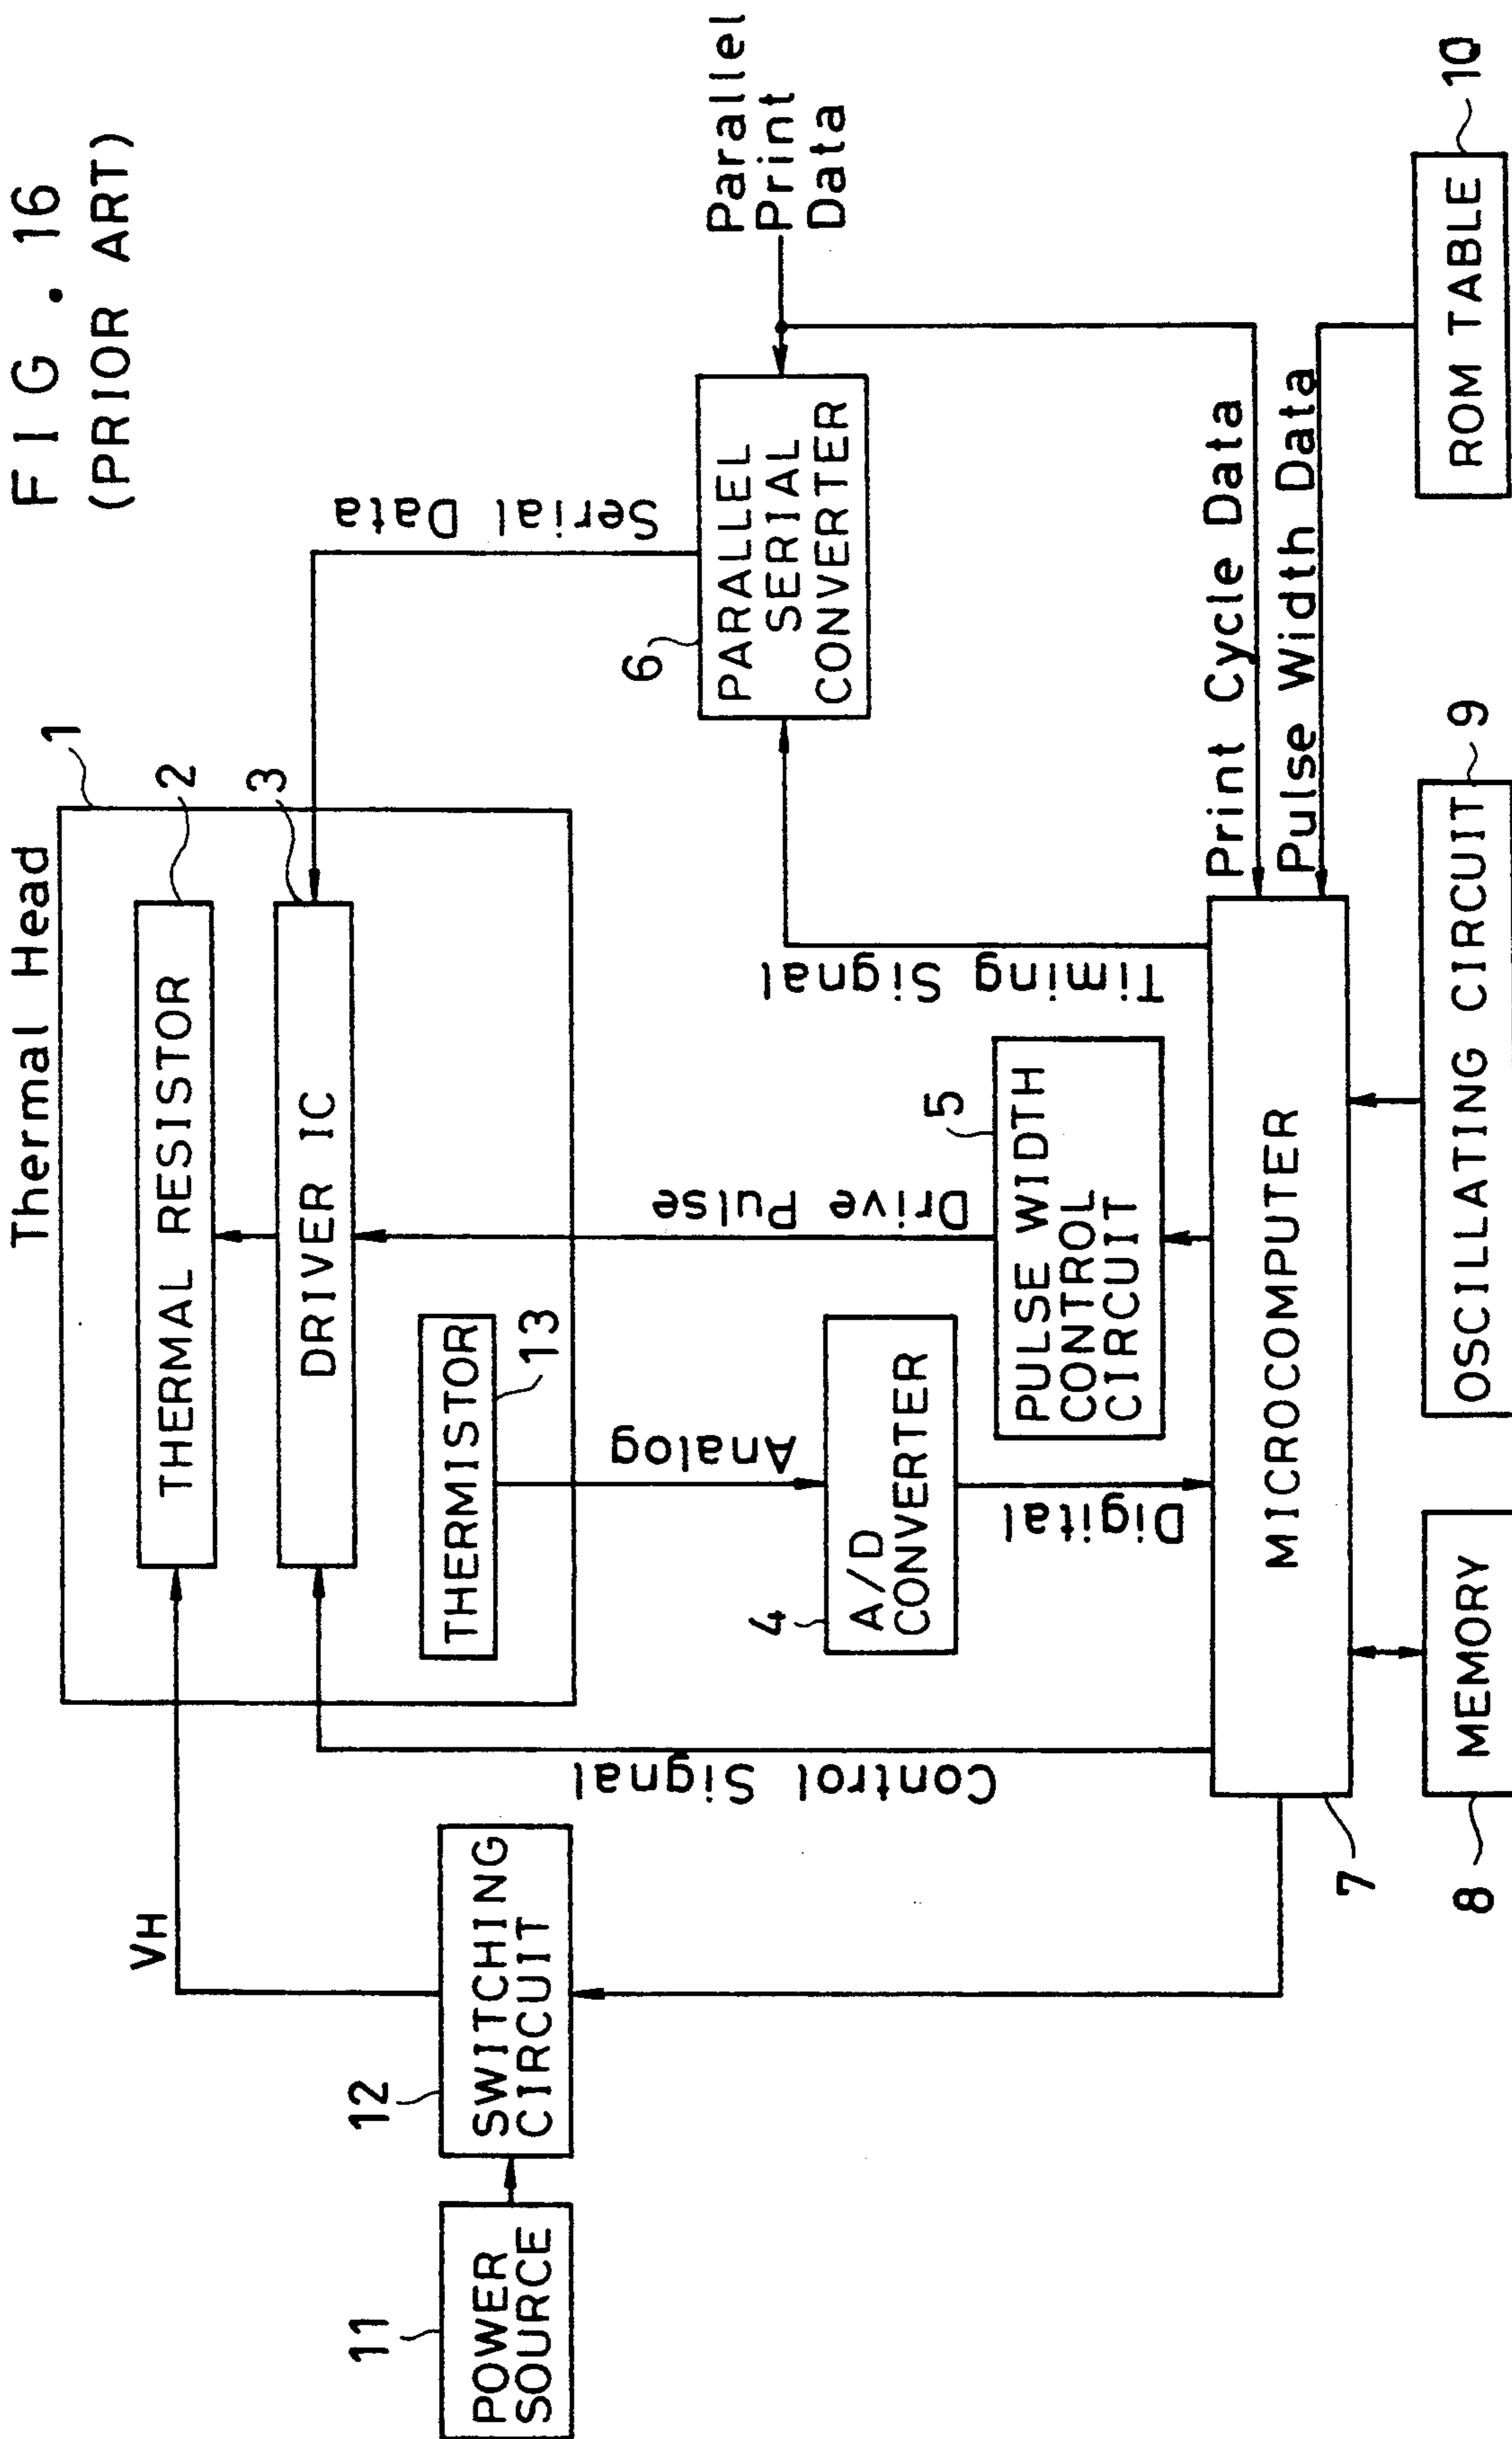 FIG. 16
(PRIOR ART)
Thermal Head
1
THERMAL RESISTOR
2
DRIVER IC
3
THERMISTOR
13
VH
11
POWER
SOURCE
12
SWITCHING
CIRCUIT
Control Signal
Analog
4
A/D
CONVERTER
Digital
Drive Pulse
5
PULSE WIDTH
CONTROL
CIRCUIT
Timing Signal
Serial Data
6
PARALLEL
SERIAL
CONVERTER
Parallel
Print
Data
Print Cycle Data
Pulse Width Data
MICROCOMPUTER
7
MEMORY
8
OSCILLATING CIRCUIT
9
ROM TABLE
10